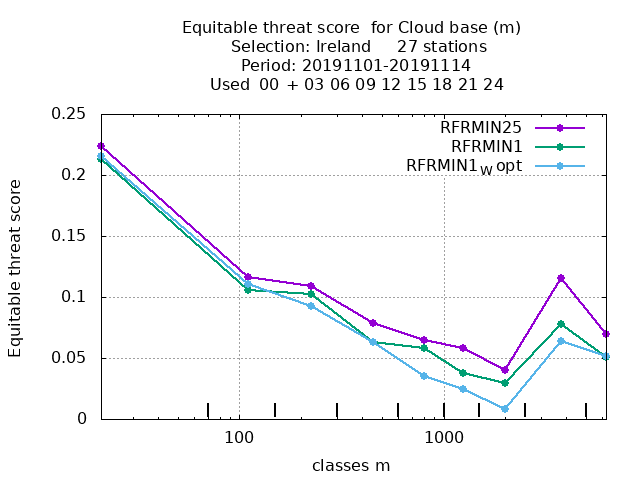 Equitable threat score  for Cloud base (m)
Selection: Ireland     27 stations
Period: 20191101-20191114
Used  00 + 03 06 09 12 15 18 21 24
RFRMIN25
RFRMIN1
RFRMIN1_W opt
0.25
0.2
0.15
0.1
0.05
0
Equitable threat score
100
1000
classes m